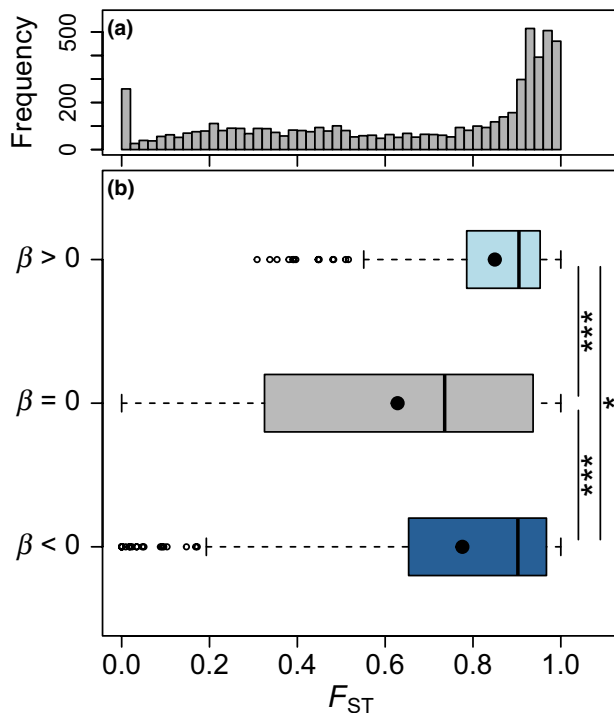 (a)
Frequency
500
200
0
(b)
β > 0
β = 0
β < 0
***
*
***
0.0 0.2 0.4 0.6 0.8 1.0
FST